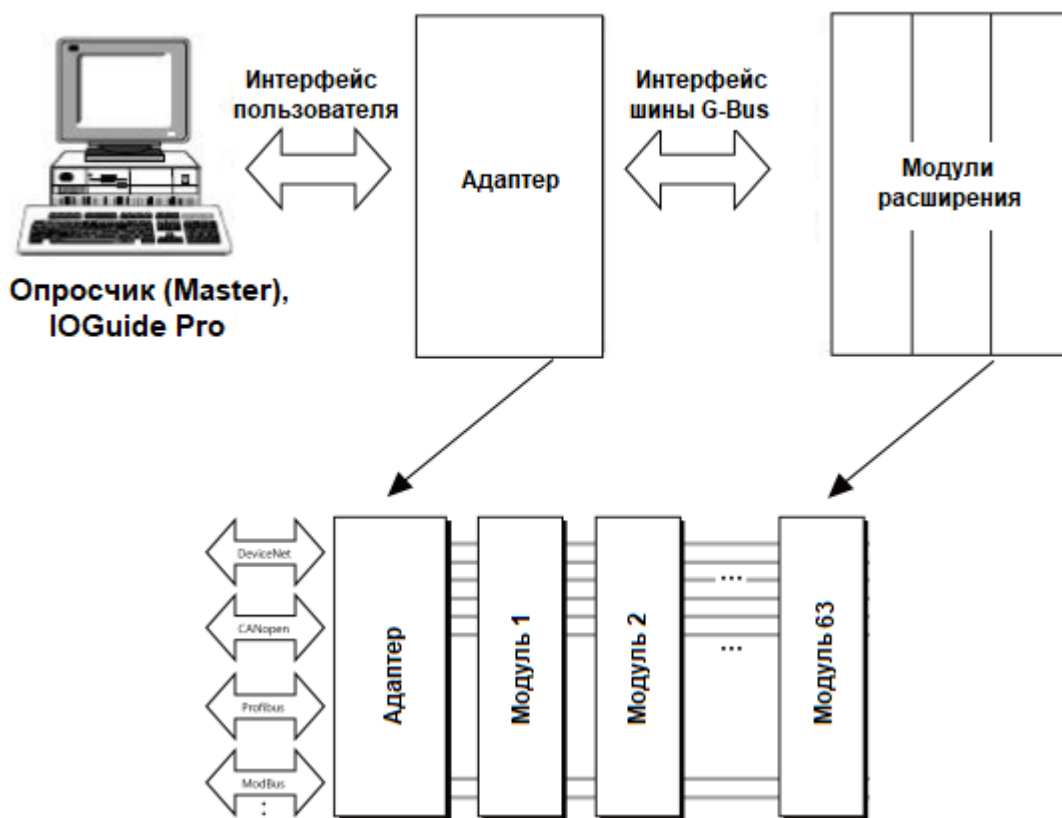 Интерфейс
пользователя
Интерфейс
шины G-Bus
Адаптер
Модули
расширения
Опросчик (Master),
IOGuide Pro
DeviceNet
CANopen
Profibus
ModBus
:
Адаптер
Модуль 1
Модуль 2
...
...
Модуль 63